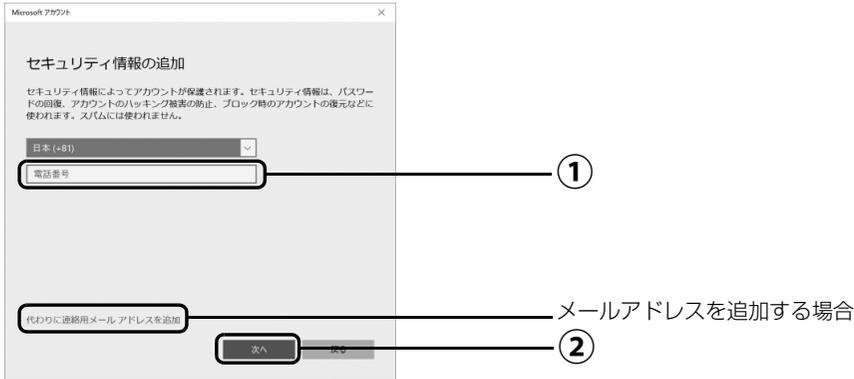 Microsoft アカウント
セキュリティ情報の追加
セキュリティ情報によってアカウントが保護されます。セキュリティ情報は、パスワー
ドの回復、アカウントのハッキング被害の防止、ブロック時のアカウントの復元などに
使われます。スパムには使われません。
日本 (+81)
電話番号
①
代わりに連絡用メール アドレスを追加
メールアドレスを追加する場合
次へ
戻る
②